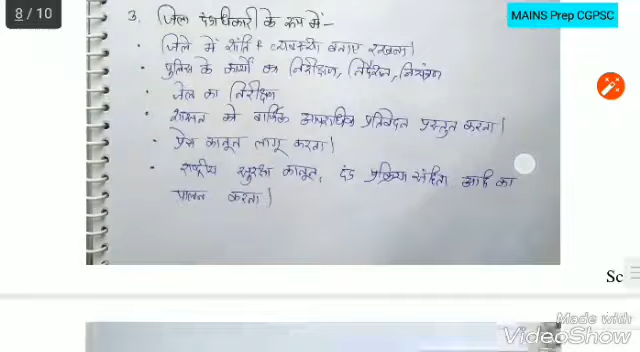 8 / 10
MAINS Prep CGPSC
3. जिला दंडाधिकारी के रूप में -
· जिले में शांति + व्यवस्था बनाए रखना।
· पुलिस के कार्यों का निरीक्षण, निर्देशन, नियंत्रण
· जेल का निरीक्षण
· शासन को वार्षिक आपराधिक प्रतिवेदन प्रस्तुत करना।
· प्रेस कानून लागू करना।
· राष्ट्रीय सुरक्षा कानून, दंड प्रक्रिया संहिता आदि का
पालन करना।
Sc
Made with
VideoShow